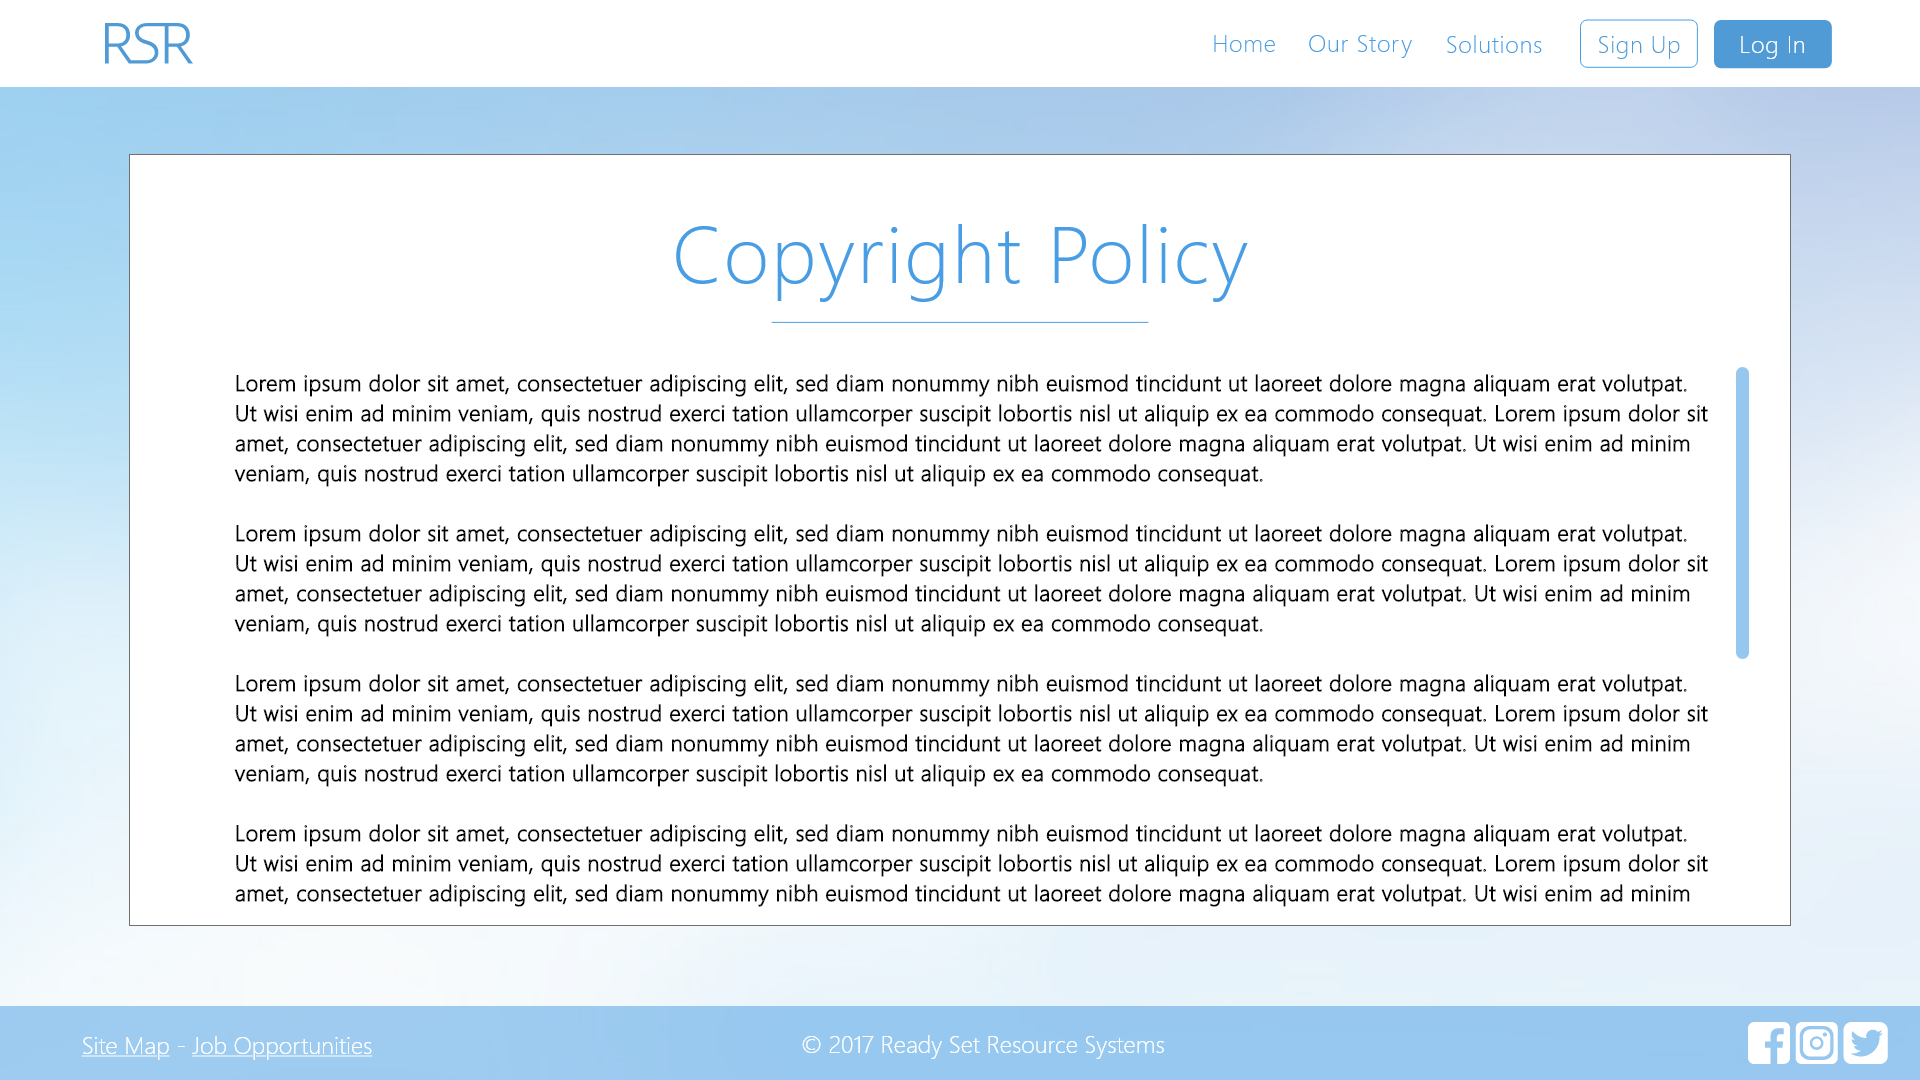 RSR
Home
Our Story
Solutions
Sign Up
Log In
Copyright Policy
Lorem ipsum dolor sit amet, consectetuer adipiscing elit, sed diam nonummy nibh euismod tincidunt ut laoreet dolore magna aliquam erat volutpat.
Ut wisi enim ad minim veniam, quis nostrud exerci tation ullamcorper suscipit lobortis nisl ut aliquip ex ea commodo consequat. Lorem ipsum dolor sit
amet, consectetuer adipiscing elit, sed diam nonummy nibh euismod tincidunt ut laoreet dolore magna aliquam erat volutpat. Ut wisi enim ad minim
veniam, quis nostrud exerci tation ullamcorper suscipit lobortis nisl ut aliquip ex ea commodo consequat.
Lorem ipsum dolor sit amet, consectetuer adipiscing elit, sed diam nonummy nibh euismod tincidunt ut laoreet dolore magna aliquam erat volutpat.
Ut wisi enim ad minim veniam, quis nostrud exerci tation ullamcorper suscipit lobortis nisl ut aliquip ex ea commodo consequat. Lorem ipsum dolor sit
amet, consectetuer adipiscing elit, sed diam nonummy nibh euismod tincidunt ut laoreet dolore magna aliquam erat volutpat. Ut wisi enim ad minim
veniam, quis nostrud exerci tation ullamcorper suscipit lobortis nisl ut aliquip ex ea commodo consequat.
Lorem ipsum dolor sit amet, consectetuer adipiscing elit, sed diam nonummy nibh euismod tincidunt ut laoreet dolore magna aliquam erat volutpat.
Ut wisi enim ad minim veniam, quis nostrud exerci tation ullamcorper suscipit lobortis nisl ut aliquip ex ea commodo consequat. Lorem ipsum dolor sit
amet, consectetuer adipiscing elit, sed diam nonummy nibh euismod tincidunt ut laoreet dolore magna aliquam erat volutpat. Ut wisi enim ad minim
veniam, quis nostrud exerci tation ullamcorper suscipit lobortis nisl ut aliquip ex ea commodo consequat.
Lorem ipsum dolor sit amet, consectetuer adipiscing elit, sed diam nonummy nibh euismod tincidunt ut laoreet dolore magna aliquam erat volutpat.
Ut wisi enim ad minim veniam, quis nostrud exerci tation ullamcorper suscipit lobortis nisl ut aliquip ex ea commodo consequat. Lorem ipsum dolor sit
amet, consectetuer adipiscing elit, sed diam nonummy nibh euismod tincidunt ut laoreet dolore magna aliquam erat volutpat. Ut wisi enim ad minim
Site Map - Job Opportunities
© 2017 Ready Set Resource Systems